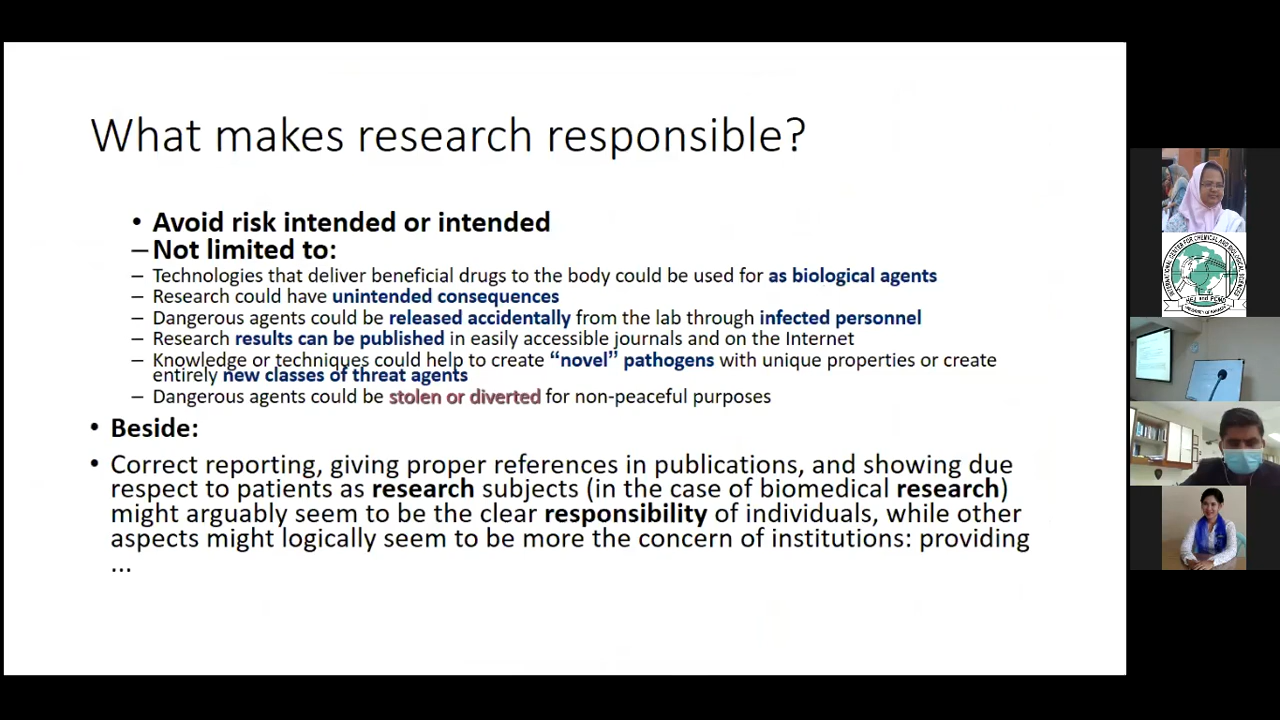 What makes research responsible?
• Avoid risk intended or intended
– Not limited to:
– Technologies that deliver beneficial drugs to the body could be used for as biological agents
– Research could have unintended consequences
– Dangerous agents could be released accidentally from the lab through infected personnel
– Research results can be published in easily accessible journals and on the Internet
– Knowledge or techniques could help to create “novel” pathogens with unique properties or create
entirely new classes of threat agents
– Dangerous agents could be stolen or diverted for non-peaceful purposes
• Beside:
• Correct reporting, giving proper references in publications, and showing due
respect to patients as research subjects (in the case of biomedical research)
might arguably seem to be the clear responsibility of individuals, while other
aspects might logically seem to be more the concern of institutions: providing
...
INTERNATIONAL CENTER FOR CHEMICAL AND BIOLOGICAL SCIENCES